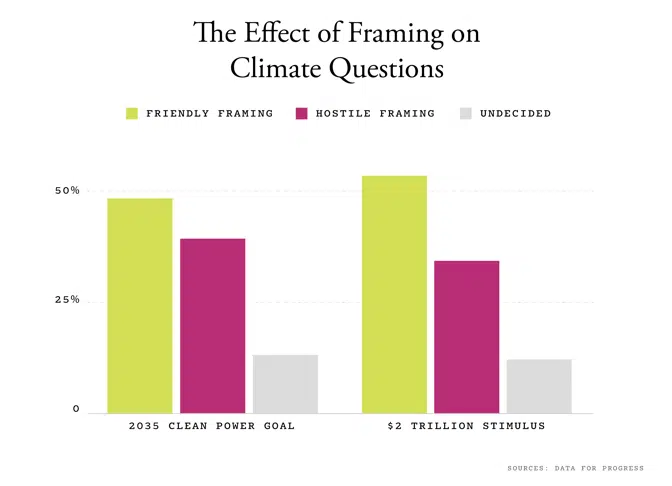 The Effect of Framing on
Climate Questions
FRIENDLY FRAMING HOSTILE FRAMING UNDECIDED
50%
25%
0
2035 CLEAN POWER GOAL $2 TRILLION STIMULUS
SOURCES: DATA FOR PROGRESS